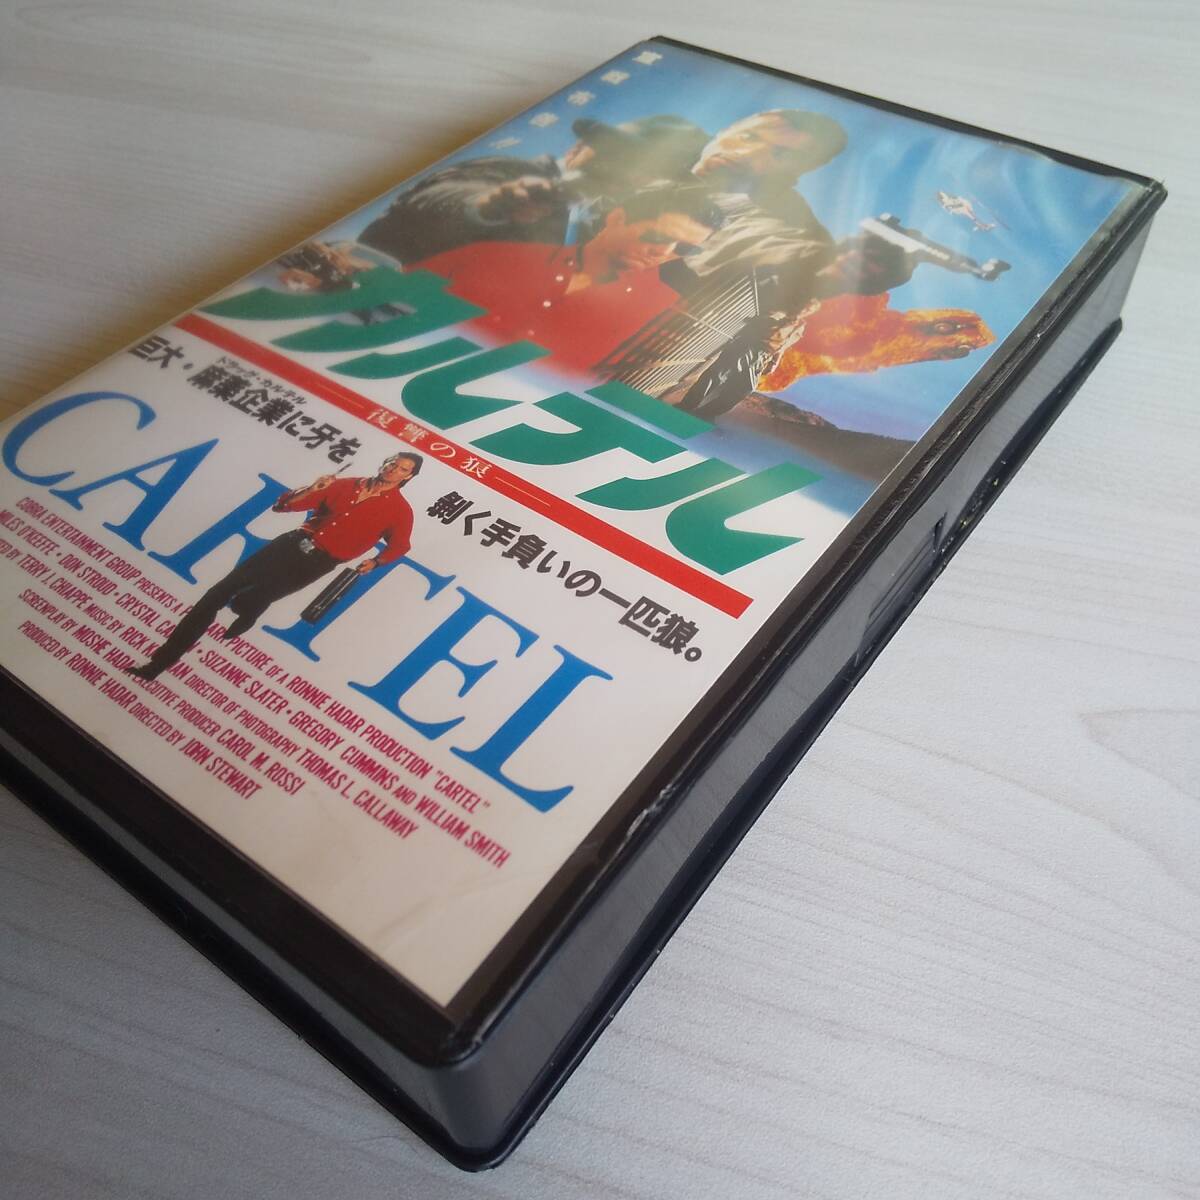 カルテル
復讐の狼
ドラッグ・カルテル
巨大・麻薬企業に牙を
剝く手負いの一匹狼。
CARTEL
COBRA ENTERTAINMENT GROUP PRESENTS A PICTURE OF A RONNIE HADAR PRODUCTION "CARTEL"
MILES O'KEEFFE・DON STROUD・CRYSTAL SUZANNE SLATER・GREGORY CUMMINS AND WILLIAM SMITH
TERRY J. CHIAPPE MUSIC BY RICK DIRECTOR OF PHOTOGRAPHY THOMAS L. CALLAWAY
SCREENPLAY BY MOSHE HADAR EXECUTIVE PRODUCER CAROL M. ROSSI
PRODUCED BY RONNIE HADAR DIRECTED BY JOHN STEWART